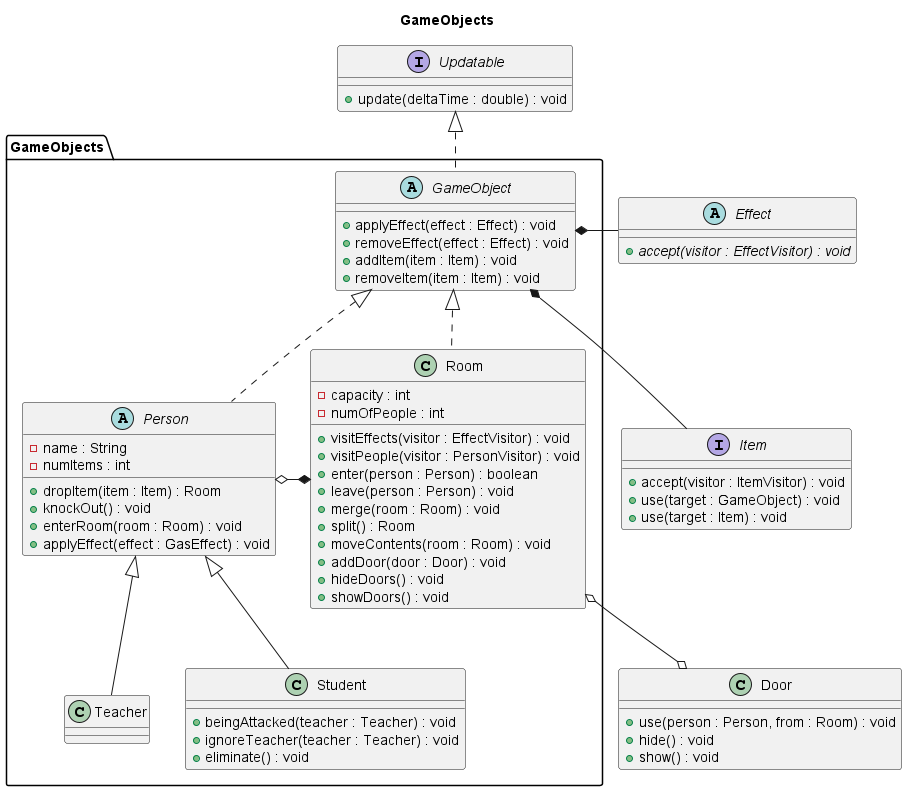 GameObjects
I Updatable
update(deltaTime : double) : void
GameObjects
A GameObject
applyEffect(effect : Effect) : void
removeEffect(effect : Effect) : void
addItem(item : Item) : void
removeItem(item : Item) : void
A Effect
accept(visitor : EffectVisitor) : void
C Room
capacity : int
numOfPeople : int
visitEffects(visitor : EffectVisitor) : void
visitPeople(visitor : PersonVisitor) : void
enter(person : Person) : boolean
leave(person : Person) : void
merge(room : Room) : void
split() : Room
moveContents(room : Room) : void
addDoor(door : Door) : void
hideDoors() : void
showDoors() : void
A Person
name : String
numItems : int
dropItem(item : Item) : Room
knockOut() : void
enterRoom(room : Room) : void
applyEffect(effect : GasEffect) : void
I Item
accept(visitor : ItemVisitor) : void
use(target : GameObject) : void
use(target : Item) : void
C Teacher
C Student
beingAttacked(teacher : Teacher) : void
ignoreTeacher(teacher : Teacher) : void
eliminate() : void
C Door
use(person : Person, from : Room) : void
hide() : void
show() : void